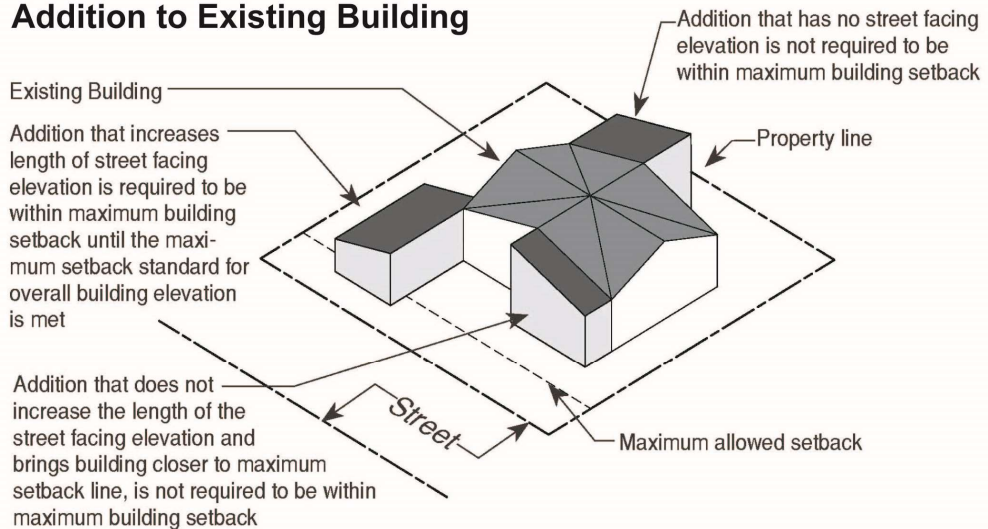 Addition to Existing Building
Addition that has no street facing
elevation is not required to be
within maximum building setback
Existing Building
Property line
Addition that increases
length of street facing
elevation is required to be
within maximum building
setback until the maxi-
mum setback standard for
overall building elevation
is met
Addition that does not
increase the length of the
street facing elevation and
brings building closer to maximum
setback line, is not required to be within
maximum building setback
Street
Maximum allowed setback